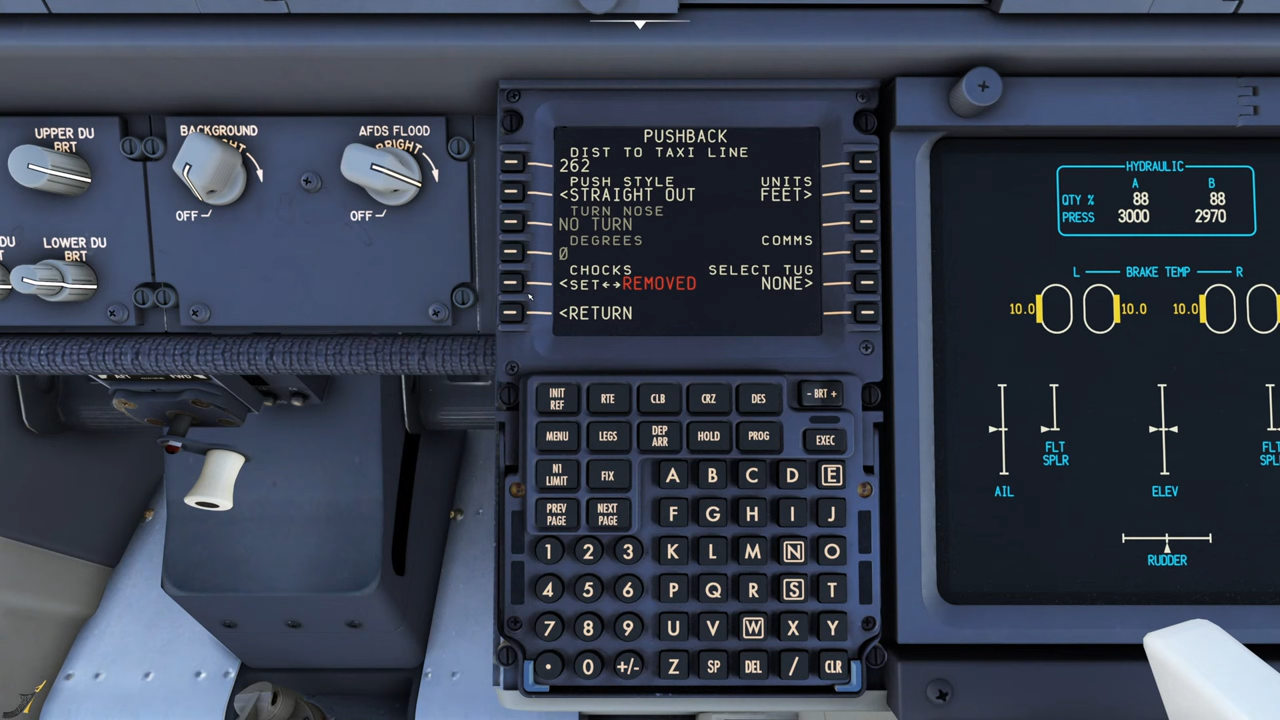 UPPER DU
BRT
BACKGROUND
OFF
AFDS FLOOD
BRIGHT
OFF
LOWER DU
BRT
DU
PUSHBACK
DIST TO TAXI LINE
262
PUSH STYLE UNITS
<STRAIGHT OUT FEET>
TURN NOSE
NO TURN
DEGREES COMMS
0
CHOCKS SELECT TUG
<SET↔REMOVED NONE>
<RETURN
INIT REF RTE CLB CRZ DES - BRT +
MENU LEGS DEP ARR HOLD PROG EXEC
N1 LIMIT FIX A B C D E
PREV PAGE NEXT PAGE F G H I J
1 2 3 K L M N O
4 5 6 P Q R S T
7 8 9 U V W X Y
. 0 +/- Z SP DEL / CLR
HYDRAULIC
A B
QTY % 88 88
PRESS 3000 2970
L BRAKE TEMP R
10.0 10.0 10.0
FLT SPLR
AIL
ELEV
RUDDER